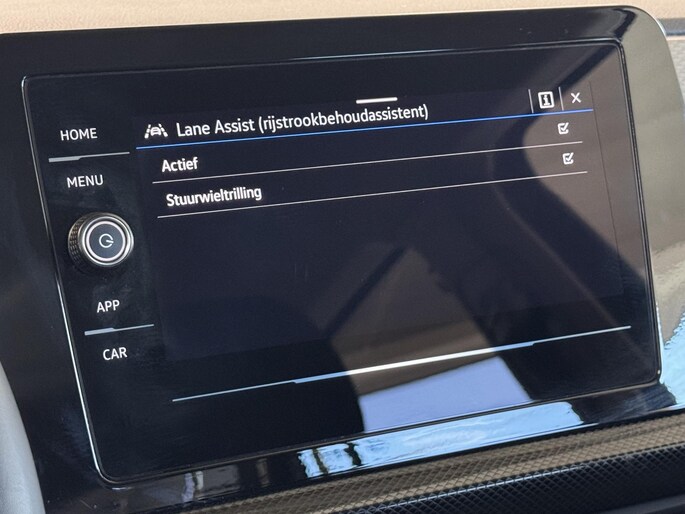 HOME
MENU
APP
CAR
Lane Assist (rijstrookbehoudassistent)
i X
Actief
Stuurwieltrilling